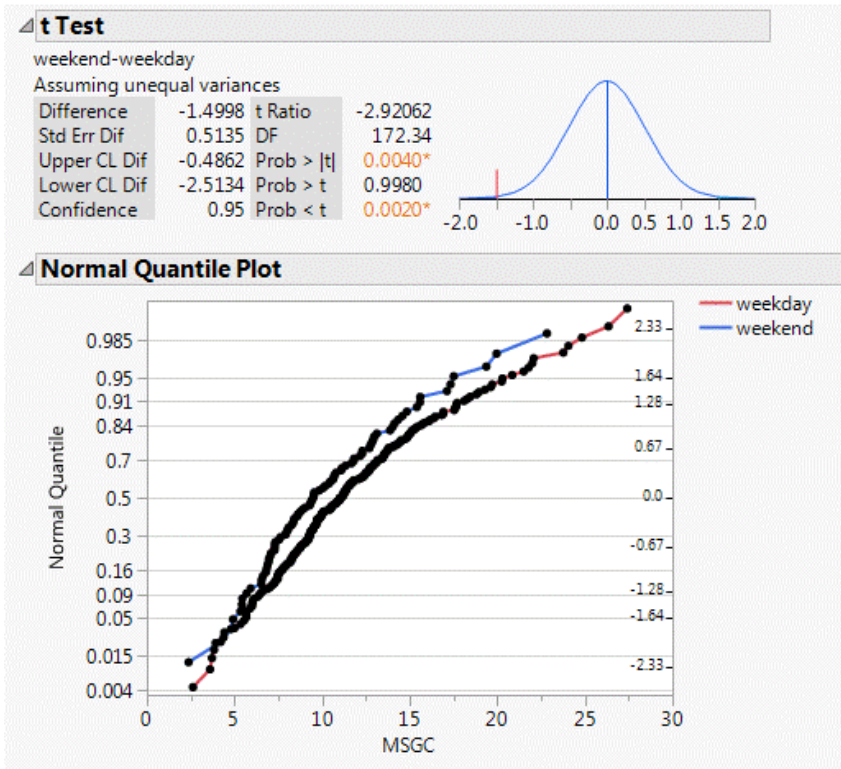 t Test
weekend-weekday
Assuming unequal variances
Difference -1.4998 t Ratio -2.92062
Std Err Dif 0.5135 DF 172.34
Upper CL Dif -0.4862 Prob > |t| 0.0040*
Lower CL Dif -2.5134 Prob > t 0.9980
Confidence 0.95 Prob < t 0.0020*
-2.0 -1.0 0.0 0.5 1.0 1.5 2.0
Normal Quantile Plot
weekday
weekend
Normal Quantile
0.985
0.95
0.91
0.84
0.7
0.5
0.3
0.16
0.09
0.05
0.015
0.004
2.33
1.64
1.28
0.67
0.0
-0.67
-1.28
-1.64
-2.33
0 5 10 15 20 25 30
MSGC